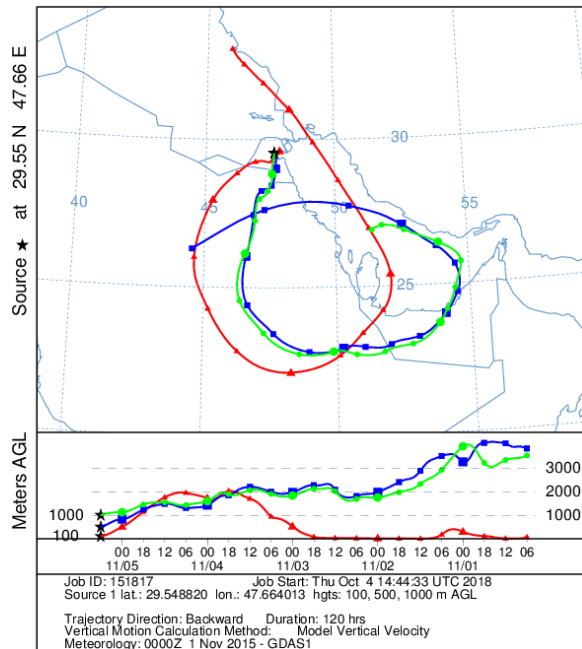 Source ★ at 29.55 N 47.66 E
30
40
45
50
55
25
Meters AGL
3000
2000
1000
1000
100
00 18 12 06 00 18 12 06 00 18 12 06 00 18 12 06 00 18 12 06
11/05 11/04 11/03 11/02 11/01
Job ID: 151817 Job Start: Thu Oct 4 14:44:33 UTC 2018
Source 1 lat.: 29.548820 lon.: 47.664013 hgts: 100, 500, 1000 m AGL
Trajectory Direction: Backward Duration: 120 hrs
Vertical Motion Calculation Method: Model Vertical Velocity
Meteorology: 0000Z 1 Nov 2015 - GDAS1